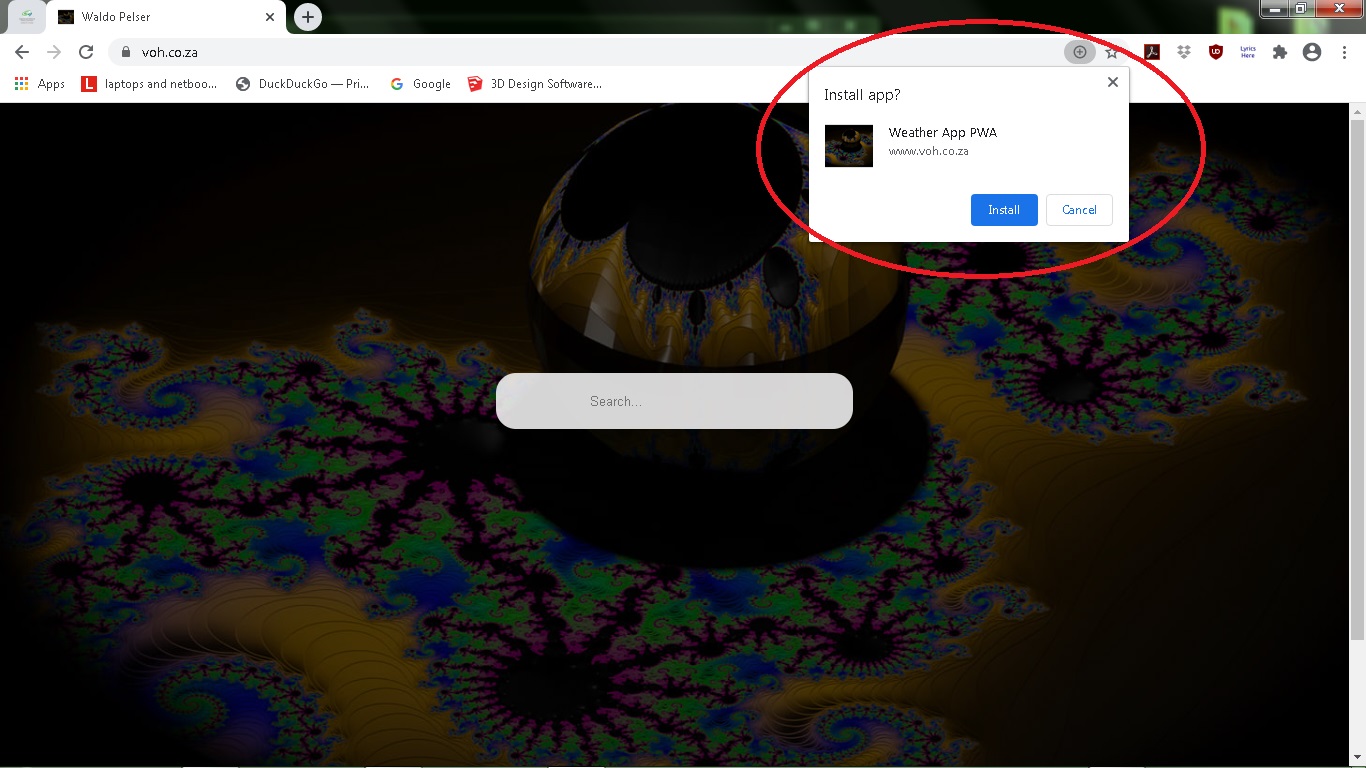 Waldo Pelser
voh.co.za
Lyrics
Here
Apps
L
laptops and netboo...
DuckDuckGo — Pri...
Google
3D Design Software...
Install app?
Weather App PWA
www.voh.co.za
Install
Cancel
Search...